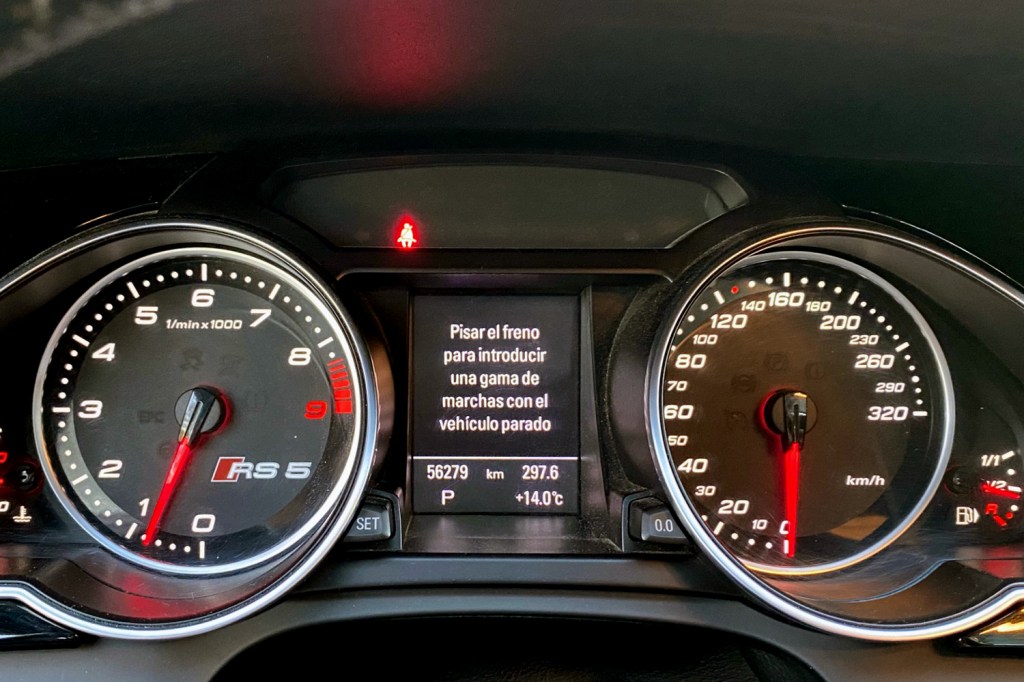 Pisar el freno
para introducir
una gama de
marchas con el
vehículo parado
56279 km 297.6
P +14.0°C
0
1
2
3
4
5
6
7
8
9
1/min x 1000
RS 5
SET
0.0
0
10
20
30
40
50
60
70
80
100
120
140
160
180
200
230
260
290
320
km/h
1/1
1/2
R